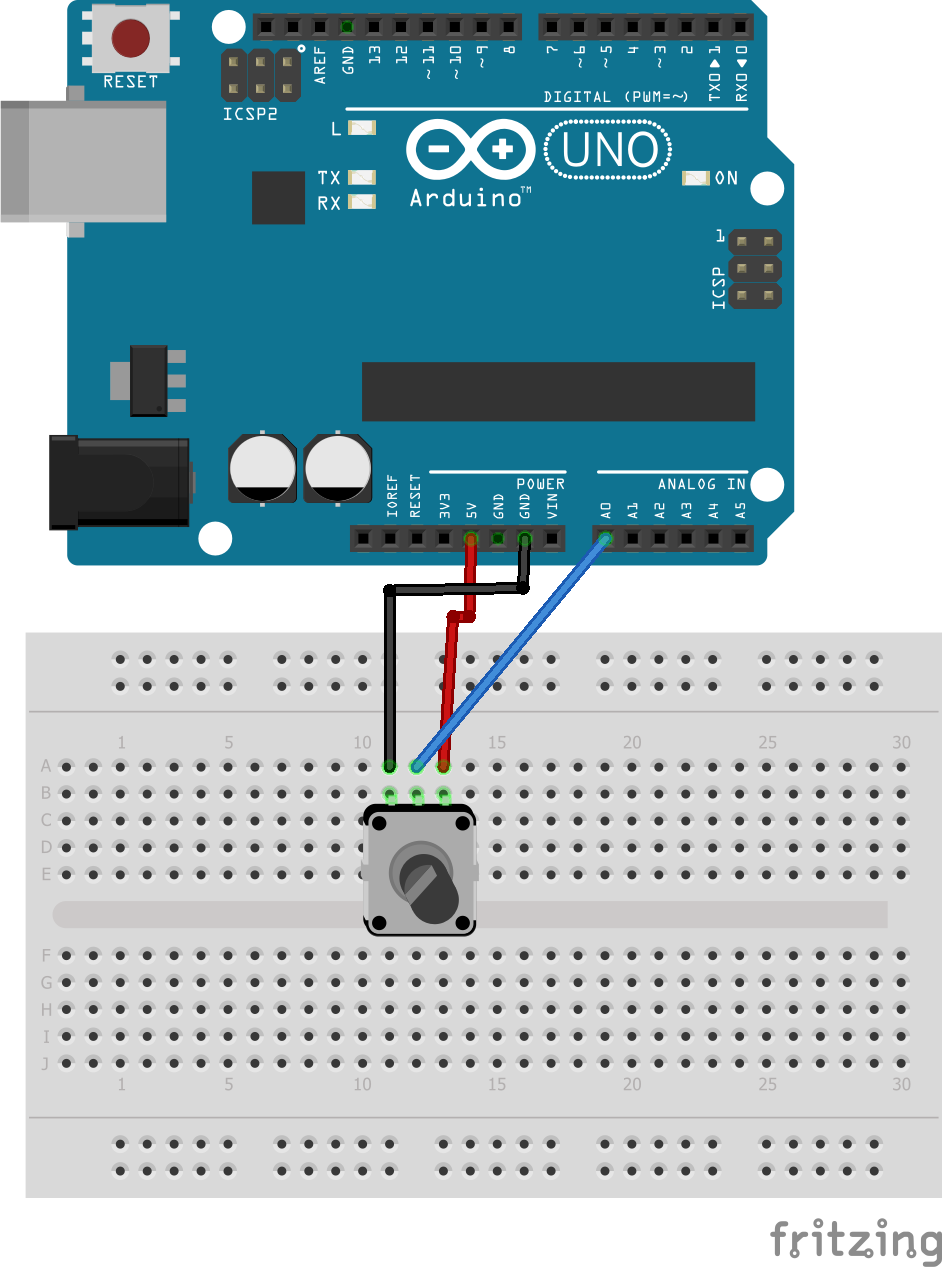 RESET
ICSP2
AREF
GND
13
12
~11
~10
~9
8
7
~6
~5
4
~3
2
TX0▶1
RX0◀0
DIGITAL (PWM=~)
L
TX
RX
Arduino™
UNO
ON
1
ICSP
POWER
ANALOG IN
IOREF
RESET
3V3
5V
GND
GND
VIN
A0
A1
A2
A3
A4
A5
1 5 10 15 20 25 30
A
B
C
D
E
F
G
H
I
J
1 5 10 15 20 25 30
fritzing